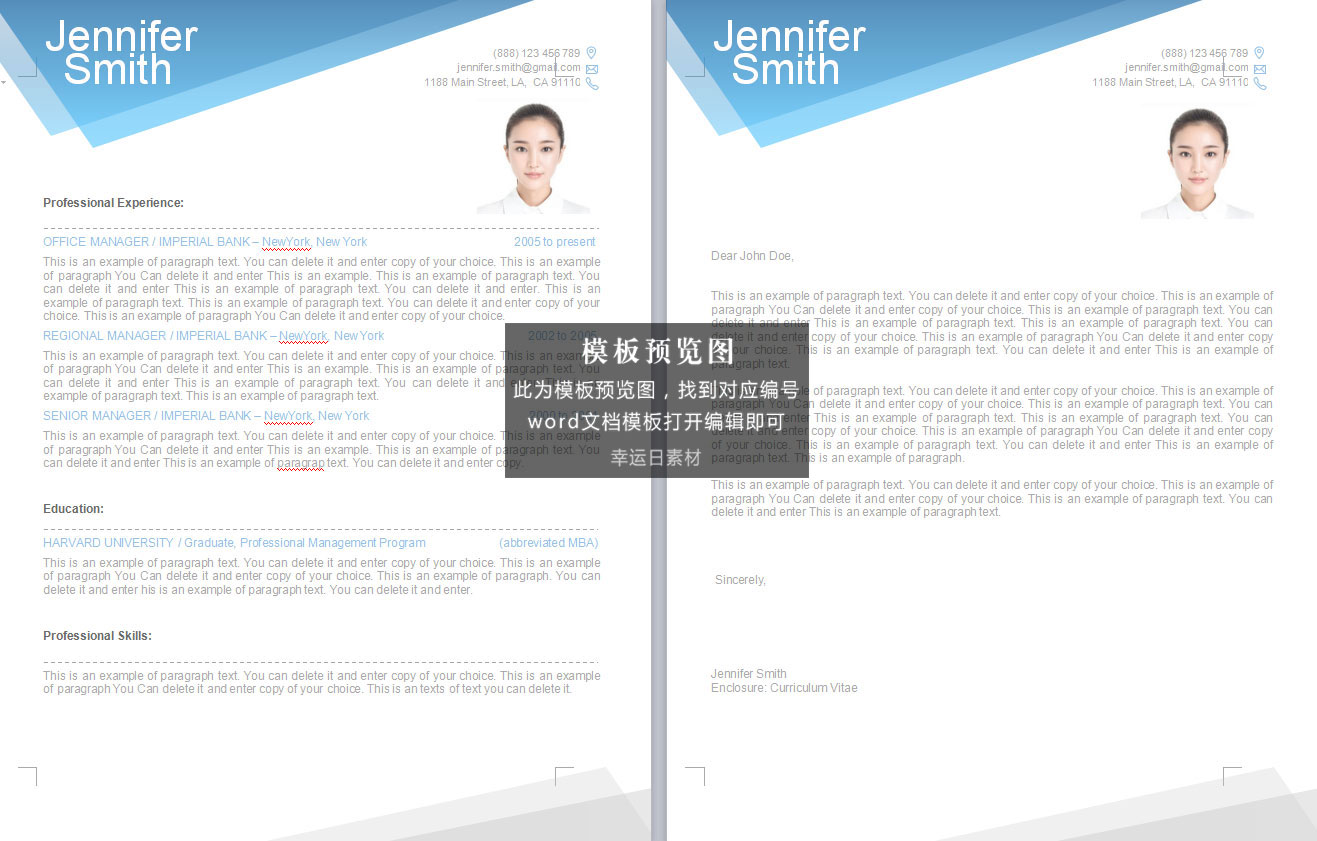 Jennifer
Smith
(888) 123 456 789
jennifer.smith@gmail.com
1188 Main Street, LA,  CA 91110
Professional Experience:
OFFICE MANAGER / IMPERIAL BANK – NewYork, New York 2005 to present
This is an example of paragraph text. You can delete it and enter copy of your choice. This is an example
of paragraph You Can delete it and enter This is an example. This is an example of paragraph text. You
can delete it and enter This is an example of paragraph text. You can delete it and enter. This is an
example of paragraph text. This is an example of paragraph text. You can delete it and enter copy of your
choice. This is an example of paragraph You Can delete it and enter copy of your choice.
REGIONAL MANAGER / IMPERIAL BANK – NewYork, New York 2002 to 2005
This is an example of paragraph text. You can delete it and enter copy of your choice. This is an example
of paragraph You Can delete it and enter copy of your choice. This is an example of paragraph text. You
can delete it and enter This is an example of paragraph text. You can delete it and enter copy of your
example of paragraph text. This is an example of paragraph text.
SENIOR MANAGER / IMPERIAL BANK – NewYork, New York 2000 to
This is an example of paragraph text. You can delete it and enter copy of your choice. This is an example
of paragraph You Can delete it and enter copy of your choice. This is an example of paragraph text. You
can delete it and enter This is an example of paragrap text. You can delete it and enter copy.
Education:
HARVARD UNIVERSITY / Graduate, Professional Management Program (abbreviated MBA)
This is an example of paragraph text. You can delete it and enter copy of your choice. This is an example
of paragraph You Can delete it and enter copy of your choice. This is an example of paragraph. You can
delete it and enter his is an example of paragraph text. You can delete it and enter.
Professional Skills:
This is an example of paragraph text. You can delete it and enter copy of your choice. This is an example
of paragraph You Can delete it and enter copy of your choice. This is an texts of text you can delete it.
模板预览图
此为模板预览图，找到对应编号
word文档模板打开编辑即可
幸运日素材
Jennifer
Smith
(888) 123 456 789
jennifer.smith@gmail.com
1188 Main Street, LA,  CA 91110
Dear John Doe,
This is an example of paragraph text. You can delete it and enter copy of your choice. This is an example of
paragraph You Can delete it and enter copy of your choice. This is an example of paragraph text. You can
delete it and enter This is an example of paragraph text. You can delete it and enter This is an example of
paragraph You can delete it and enter copy of your choice. This is an example of paragraph You Can delete it and enter copy
of your choice. This is an example of paragraph text. You can delete it and enter This is an example of
paragraph text.
This is an example of paragraph text. You can delete it and enter copy of your choice. This is an example of
paragraph You Can delete it and enter copy of your choice. This is an example of paragraph text. You can
delete it and enter This is an example of paragraph text. You can delete it and enter This is an example of
delete it and enter copy of your choice. This is an example of paragraph You Can delete it and enter copy
of your choice. This is an example of paragraph text. You can delete it and enter This is an example of
paragraph text. This is an example of paragraph.
This is an example of paragraph text. You can delete it and enter copy of your choice. This is an example of
paragraph You Can delete it and enter copy of your choice. This is an example of paragraph text. You can
delete it and enter This is an example of paragraph text.
Sincerely,
Jennifer Smith
Enclosure: Curriculum Vitae